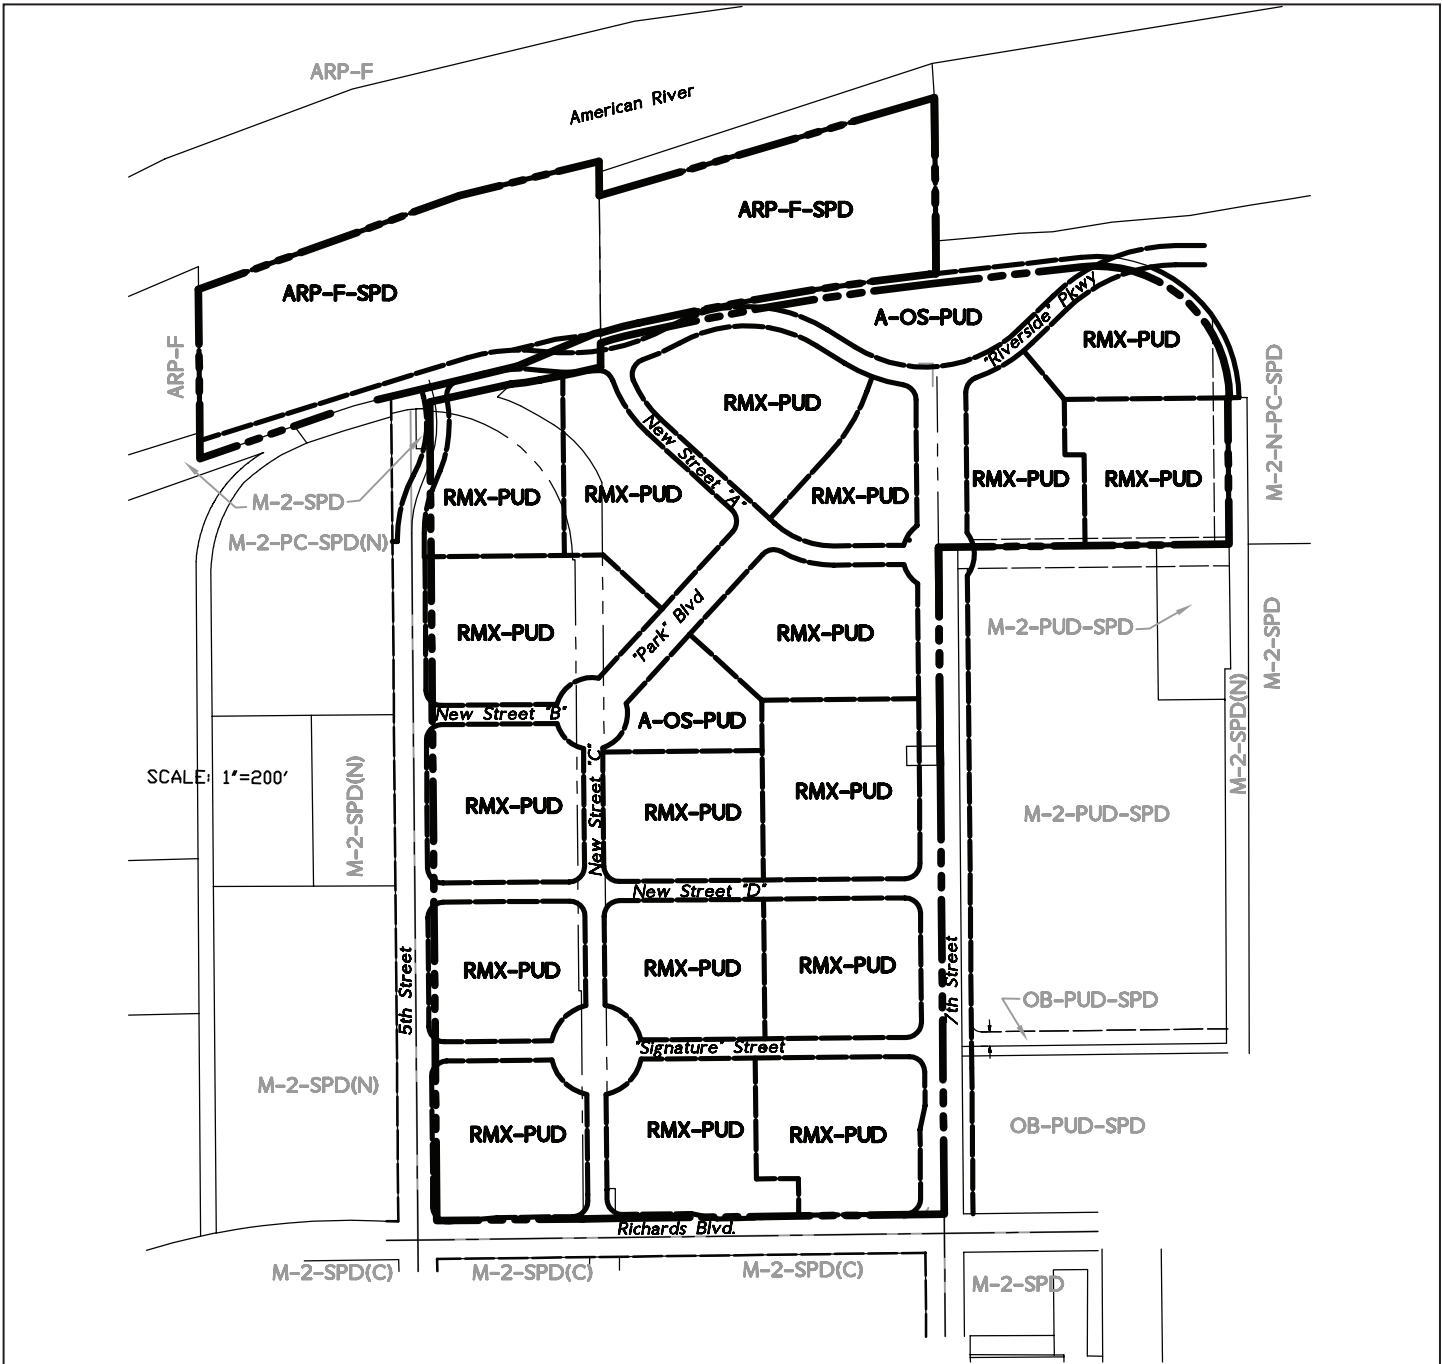 ARP-F
American River
ARP-F-SPD
ARP-F-SPD
A-OS-PUD
"Riverside" Pkwy
RMX-PUD
ARP-F
M-2-N-PC-SPD
RMX-PUD
New Street "A"
RMX-PUD
RMX-PUD
RMX-PUD
RMX-PUD
RMX-PUD
M-2-SPD
M-2-PC-SPD(N)
RMX-PUD
"Park" Blvd
RMX-PUD
M-2-PUD-SPD
M-2-SPD
New Street "B"
A-OS-PUD
M-2-SPD(N)
SCALE: 1"=200'
M-2-SPD(N)
RMX-PUD
New Street "C"
RMX-PUD
RMX-PUD
M-2-PUD-SPD
New Street "D"
5th Street
RMX-PUD
RMX-PUD
RMX-PUD
7th Street
OB-PUD-SPD
"Signature" Street
M-2-SPD(N)
RMX-PUD
RMX-PUD
RMX-PUD
OB-PUD-SPD
Richards Blvd.
M-2-SPD(C)
M-2-SPD(C)
M-2-SPD(C)
M-2-SPD